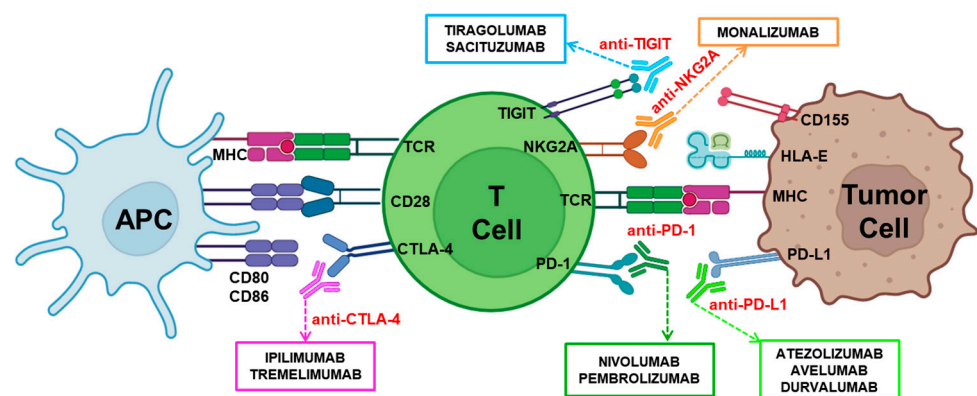 TIRAGOLUMAB
SACITUZUMAB
anti-TIGIT
MONALIZUMAB
anti-NKG2A
TIGIT
CD155
MHC
TCR
NKG2A
HLA-E
APC
CD28
T
Cell
TCR
MHC
Tumor
Cell
anti-PD-1
CTLA-4
PD-1
PD-L1
CD80
CD86
anti-CTLA-4
anti-PD-L1
IPILIMUMAB
TREMELIMUMAB
NIVOLUMAB
PEMBROLIZUMAB
ATEZOLIZUMAB
AVELUMAB
DURVALUMAB